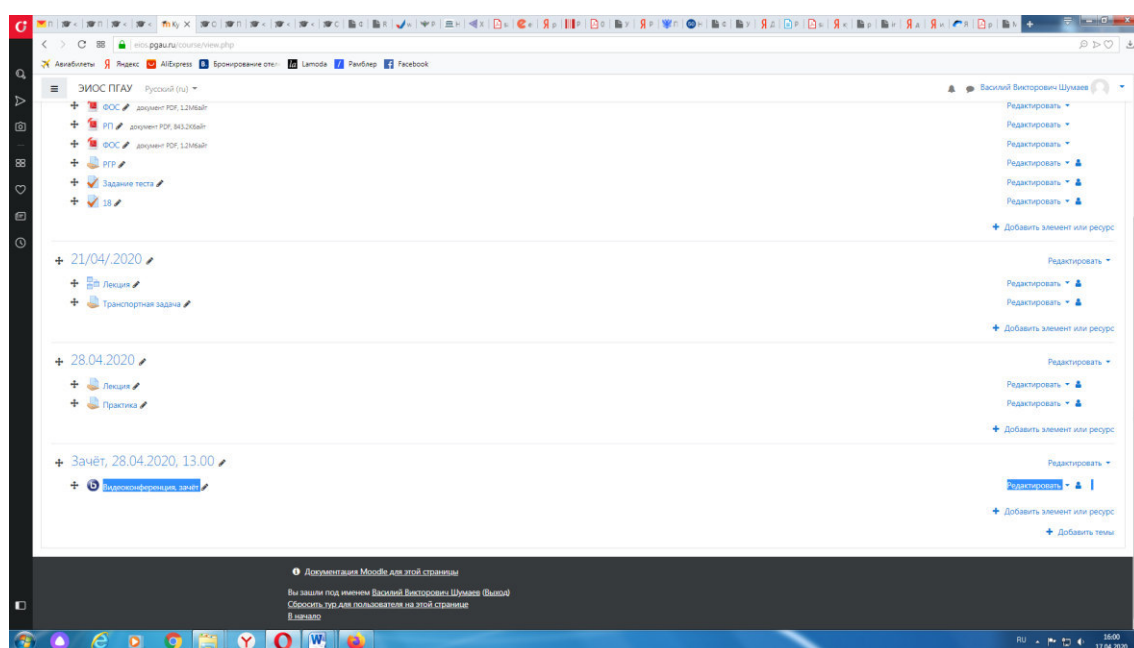 eios.pgau.ru/course/view.php
Авиабилеты Яндекс AliExpress Бронирование отел Lamoda Рамблер Facebook
ЭИОС ПГАУ Русский (ru) Василий Викторович Шумаев
ФОС документ PDF, 1.2Мбайт Редактировать
РП документ PDF, 843.2Кбайт Редактировать
ФОС документ PDF, 1.2Мбайт Редактировать
РГР Редактировать
Задание теста Редактировать
18 Редактировать
Добавить элемент или ресурс
21/04/.2020 Редактировать
Лекция Редактировать
Транспортная задача Редактировать
Добавить элемент или ресурс
28.04.2020 Редактировать
Лекция Редактировать
Практика Редактировать
Добавить элемент или ресурс
Зачёт, 28.04.2020, 13.00 Редактировать
Видеоконференция, зачёт Редактировать
Добавить элемент или ресурс
Добавить темы
Документация Moodle для этой страницы
Вы зашли под именем Василий Викторович Шумаев (Выход)
Сбросить тур для пользователя на этой странице
В начало
RU 16:00
17.04.2020